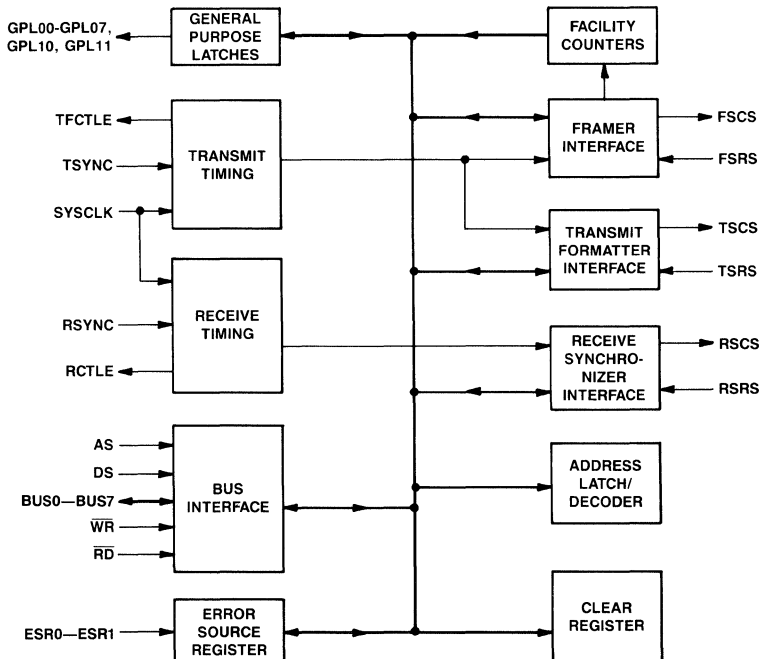 GPL00-GPL07,
GPL10, GPL11
GENERAL
PURPOSE
LATCHES
FACILITY
COUNTERS
TFCTLE
TSYNC
SYSCLK
TRANSMIT
TIMING
FRAMER
INTERFACE
FSCS
FSRS
TRANSMIT
FORMATTER
INTERFACE
TSCS
TSRS
RSYNC
RCTLE
RECEIVE
TIMING
RECEIVE
SYNCHRO-
NIZER
INTERFACE
RSCS
RSRS
AS
DS
BUS0—BUS7
W̅R̅
R̅D̅
BUS
INTERFACE
ADDRESS
LATCH/
DECODER
ESR0—ESR1
ERROR
SOURCE
REGISTER
CLEAR
REGISTER